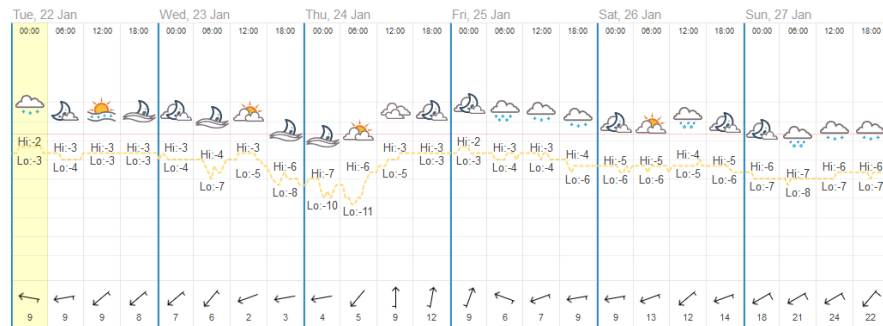 Tue, 22 Jan Wed, 23 Jan Thu, 24 Jan Fri, 25 Jan Sat, 26 Jan Sun, 27 Jan
00:00 06:00 12:00 18:00 00:00 06:00 12:00 18:00 00:00 06:00 12:00 18:00 00:00 06:00 12:00 18:00 00:00 06:00 12:00 18:00 00:00 06:00 12:00 18:00
Hi:-2 Hi:-3 Hi:-3 Hi:-3 Hi:-3 Hi:-4 Hi:-3 Hi:-6 Hi:-7 Hi:-6 Hi:-3 Hi:-3 Hi:-2 Hi:-3 Hi:-3 Hi:-4 Hi:-5 Hi:-5 Hi:-4 Hi:-5 Hi:-6 Hi:-7 Hi:-6 Hi:-6
Lo:-3 Lo:-4 Lo:-3 Lo:-3 Lo:-4 Lo:-7 Lo:-5 Lo:-8 Lo:-10 Lo:-11 Lo:-5 Lo:-3 Lo:-3 Lo:-4 Lo:-4 Lo:-6 Lo:-6 Lo:-6 Lo:-5 Lo:-6 Lo:-7 Lo:-8 Lo:-7 Lo:-7
9 9 9 8 7 6 2 3 4 5 9 12 9 6 7 9 9 13 12 14 18 21 24 22